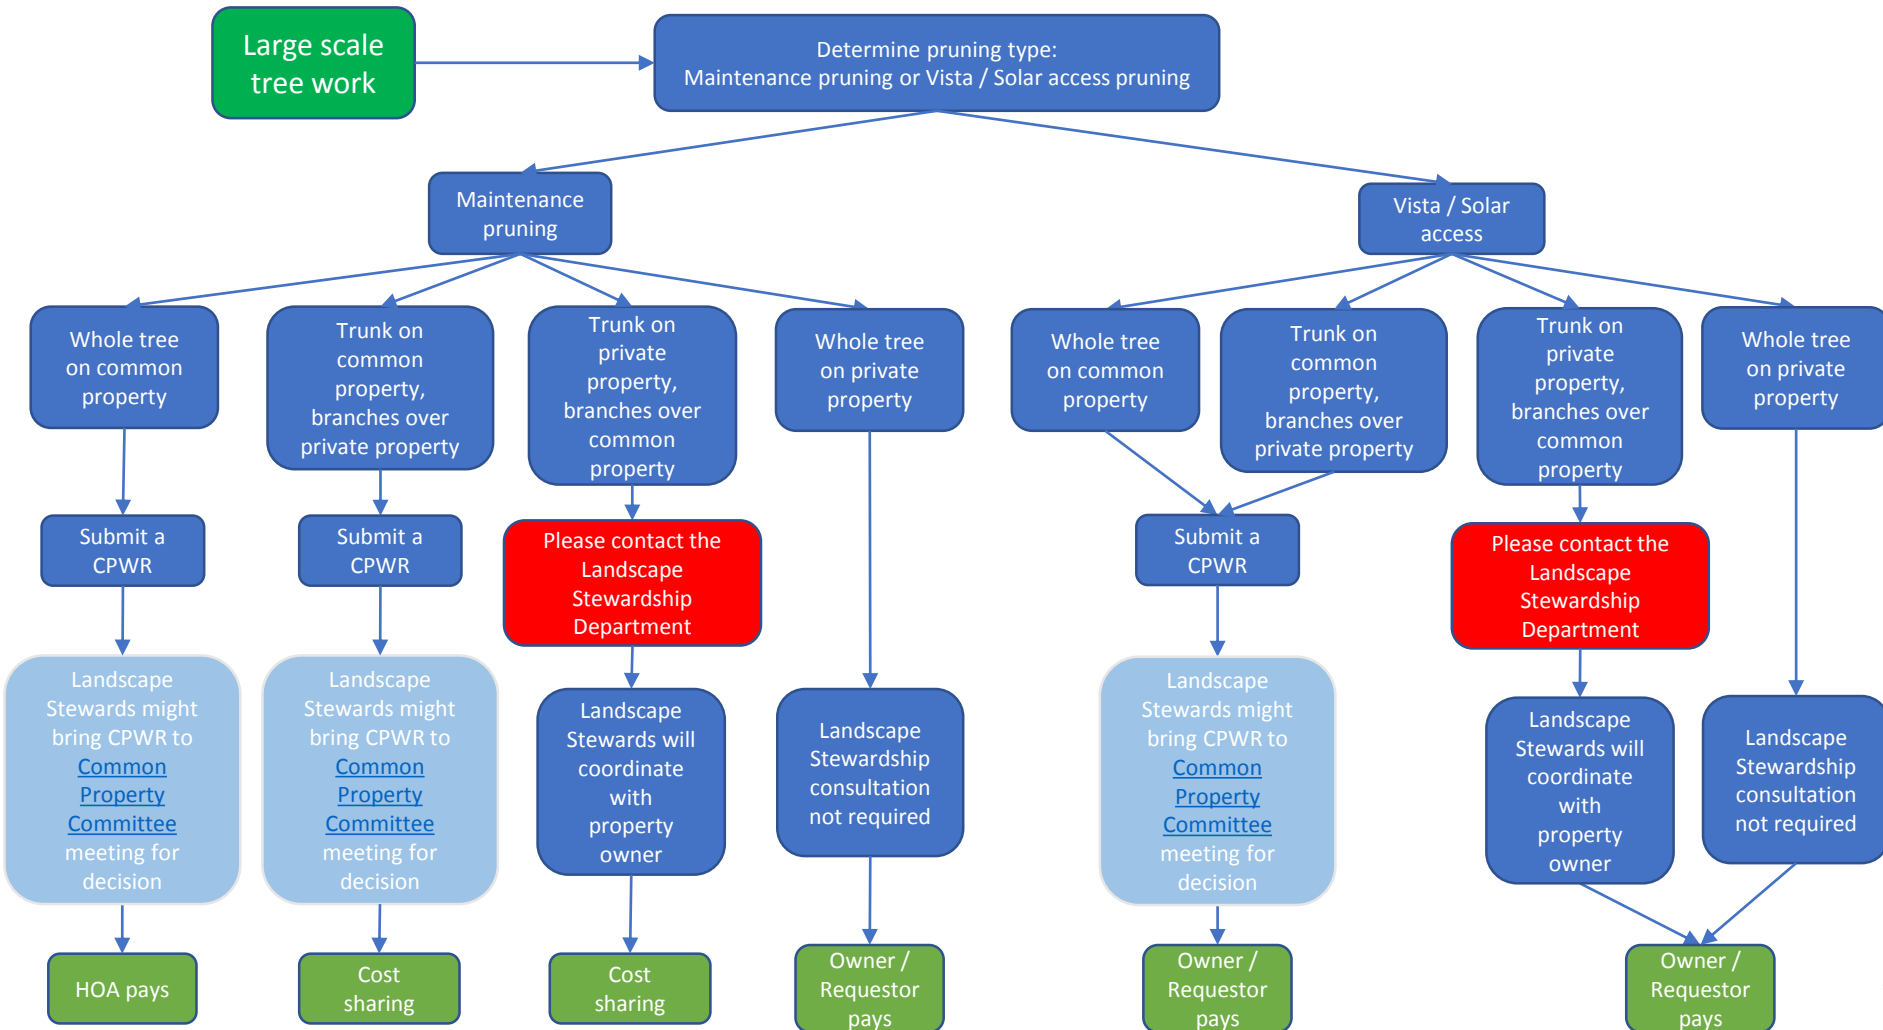 Large scale
tree work
Determine pruning type:
Maintenance pruning or Vista / Solar access pruning
Maintenance
pruning
Vista / Solar
access
Whole tree
on common
property
Trunk on
common
property,
branches over
private property
Trunk on
private
property,
branches over
common
property
Whole tree
on private
property
Whole tree
on common
property
Trunk on
common
property,
branches over
private property
Trunk on
private
property,
branches over
common
property
Whole tree
on private
property
Submit a
CPWR
Submit a
CPWR
Please contact the
Landscape
Stewardship
Department
Submit a
CPWR
Please contact the
Landscape
Stewardship
Department
Landscape
Stewards might
bring CPWR to
Common
Property
Committee
meeting for
decision
Landscape
Stewards might
bring CPWR to
Common
Property
Committee
meeting for
decision
Landscape
Stewards will
coordinate
with
property
owner
Landscape
Stewardship
consultation
not required
Landscape
Stewards might
bring CPWR to
Common
Property
Committee
meeting for
decision
Landscape
Stewards will
coordinate
with
property
owner
Landscape
Stewardship
consultation
not required
HOA pays
Cost
sharing
Cost
sharing
Owner /
Requestor
pays
Owner /
Requestor
pays
Owner /
Requestor
pays